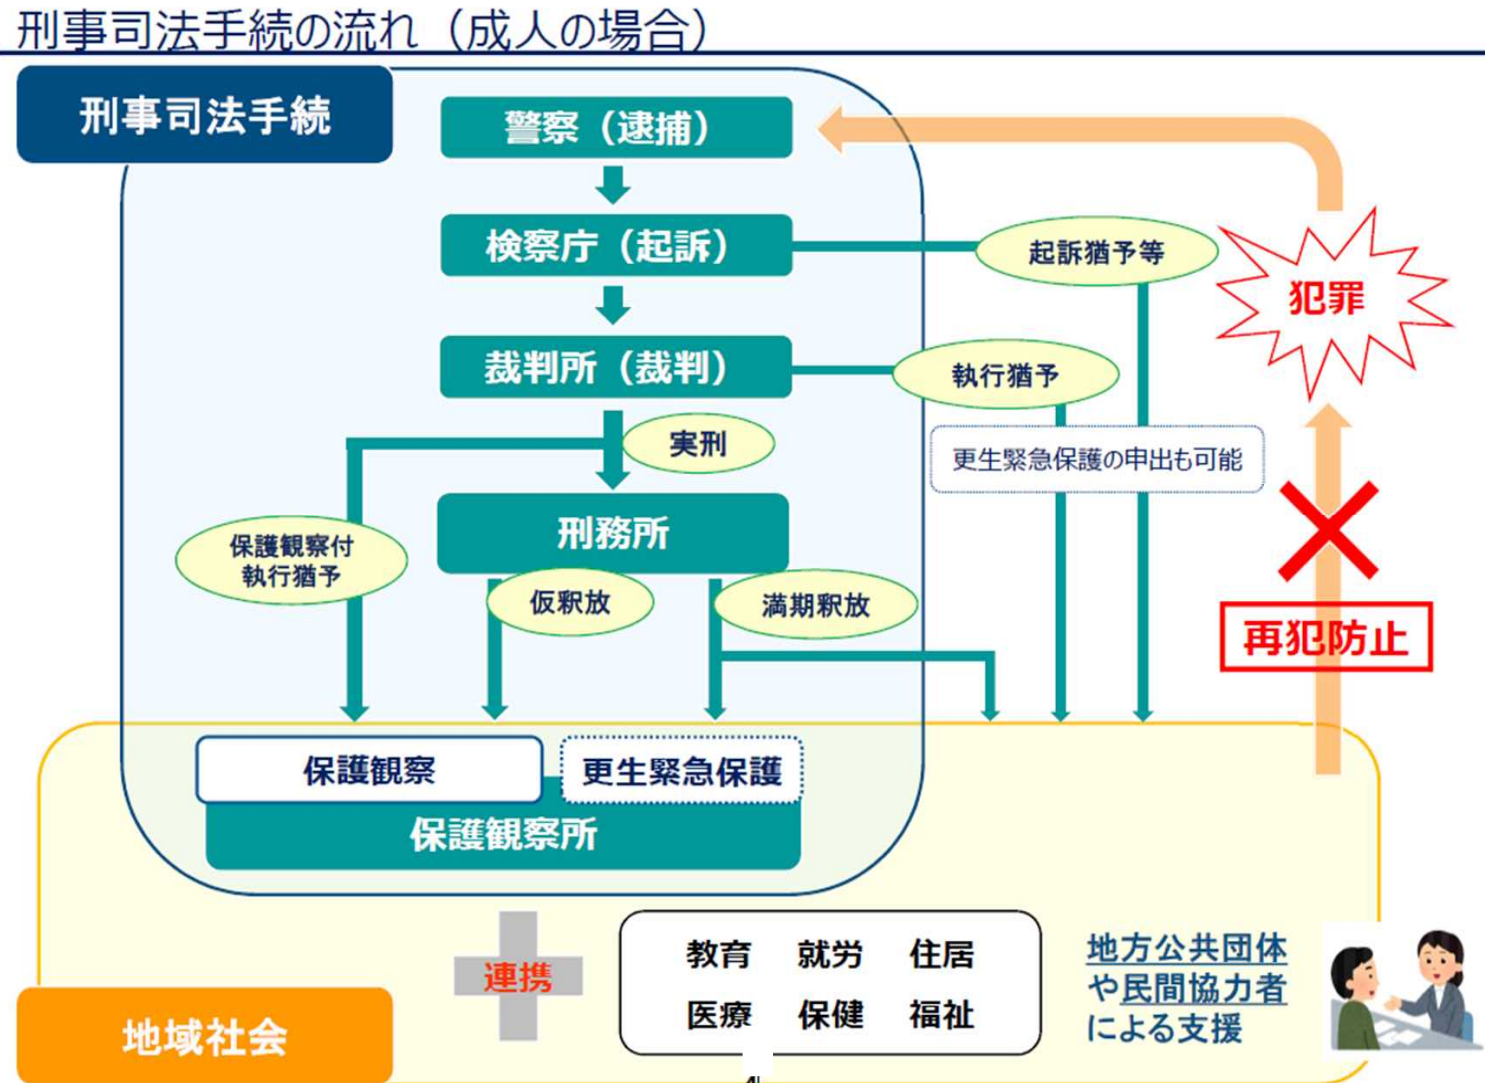 刑事司法手続の流れ（成人の場合）
刑事司法手続
警察（逮捕）
検察庁（起訴）
起訴猶予等
犯罪
裁判所（裁判）
執行猶予
実刑
更生緊急保護の申出も可能
刑務所
保護観察付
執行猶予
仮釈放
満期釈放
再犯防止
保護観察
更生緊急保護
保護観察所
連携
教育 就労 住居
医療 保健 福祉
地方公共団体
や民間協力者
による支援
地域社会